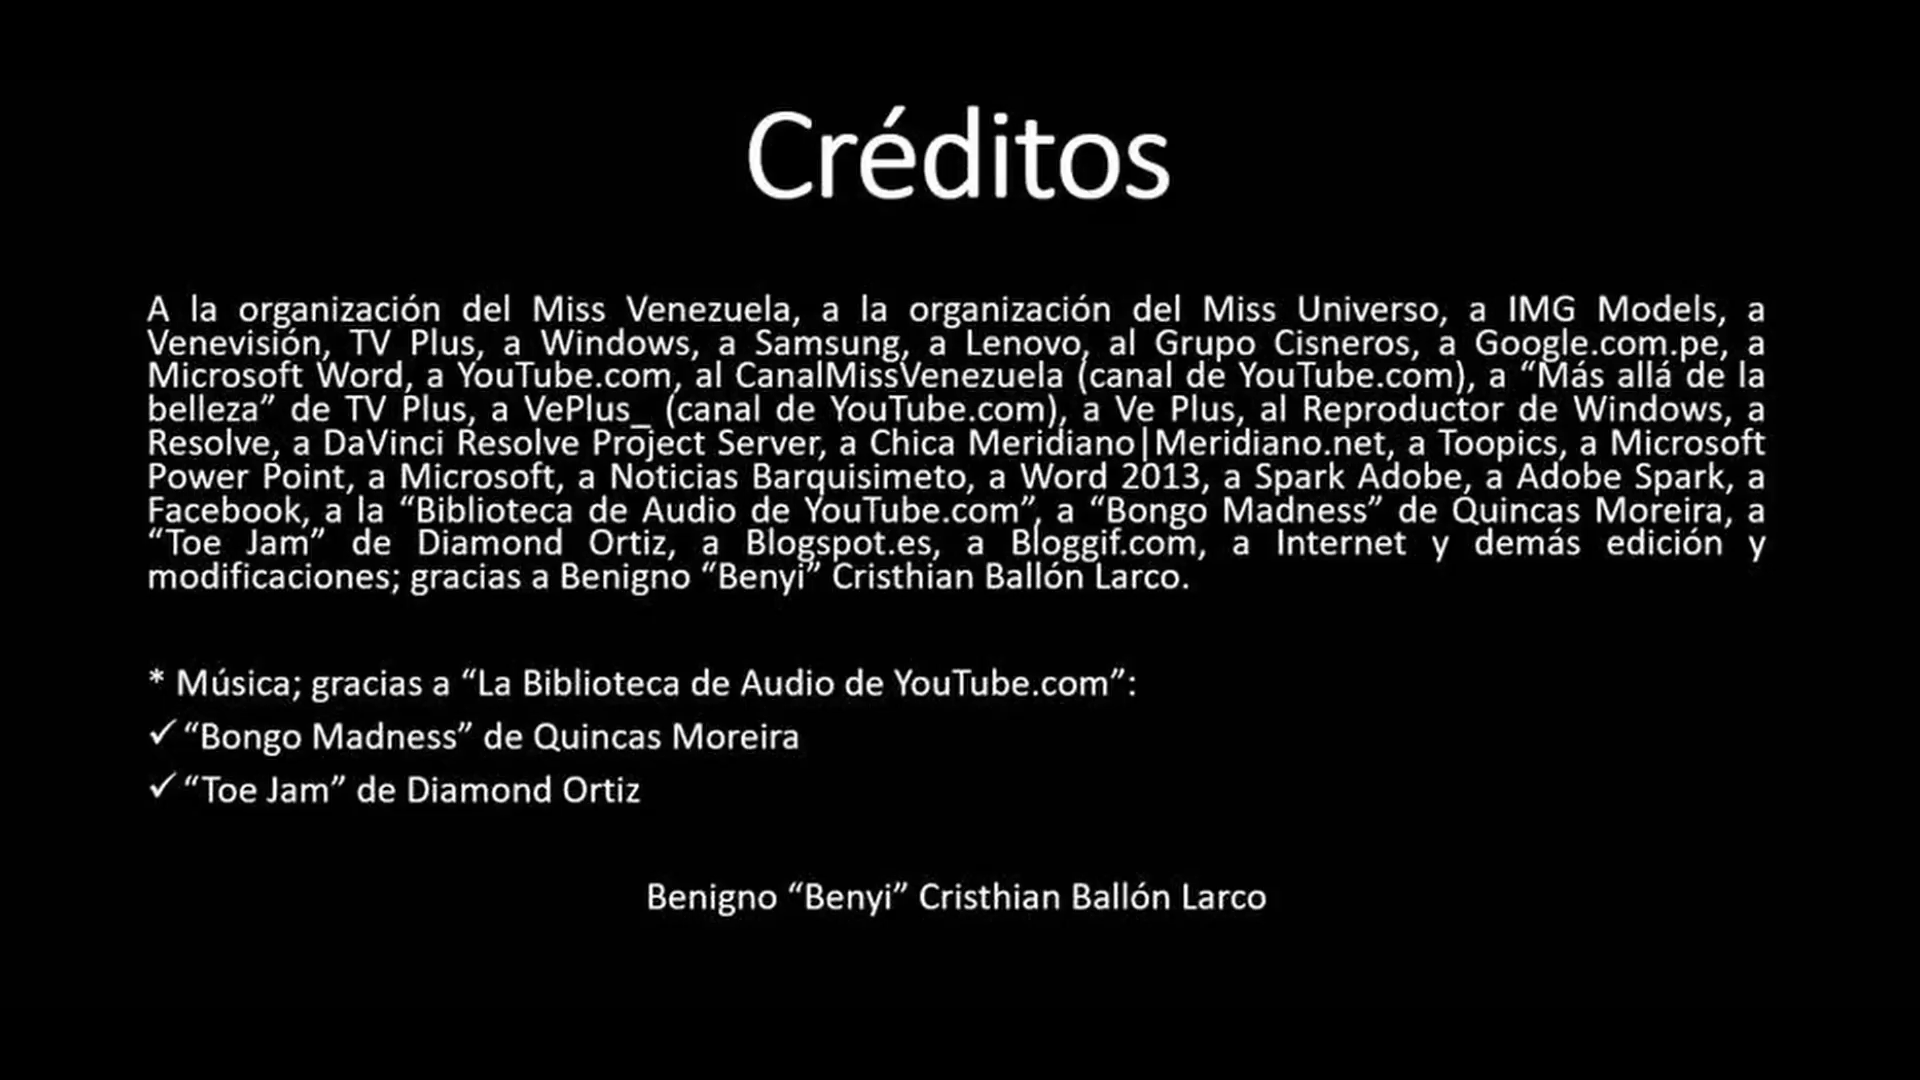 Créditos
A la organización del Miss Venezuela, a la organización del Miss Universo, a IMG Models, a
Venevisión, TV Plus, a Windows, a Samsung, a Lenovo, al Grupo Cisneros, a Google.com.pe, a
Microsoft Word, a YouTube.com, al CanalMissVenezuela (canal de YouTube.com), a “Más allá de la
belleza” de TV Plus, a VePlus_ (canal de YouTube.com), a Ve Plus, al Reproductor de Windows, a
Resolve, a DaVinci Resolve Project Server, a Chica Meridiano|Meridiano.net, a Toopics, a Microsoft
Power Point, a Microsoft, a Noticias Barquisimeto, a Word 2013, a Spark Adobe, a Adobe Spark, a
Facebook, a la “Biblioteca de Audio de YouTube.com”, a “Bongo Madness” de Quincas Moreira, a
“Toe Jam” de Diamond Ortiz, a Blogspot.es, a Bloggif.com, a Internet y demás edición y
modificaciones; gracias a Benigno “Benyi” Cristhian Ballón Larco.
* Música; gracias a “La Biblioteca de Audio de YouTube.com”:
✓ “Bongo Madness” de Quincas Moreira
✓ “Toe Jam” de Diamond Ortiz
Benigno “Benyi” Cristhian Ballón Larco